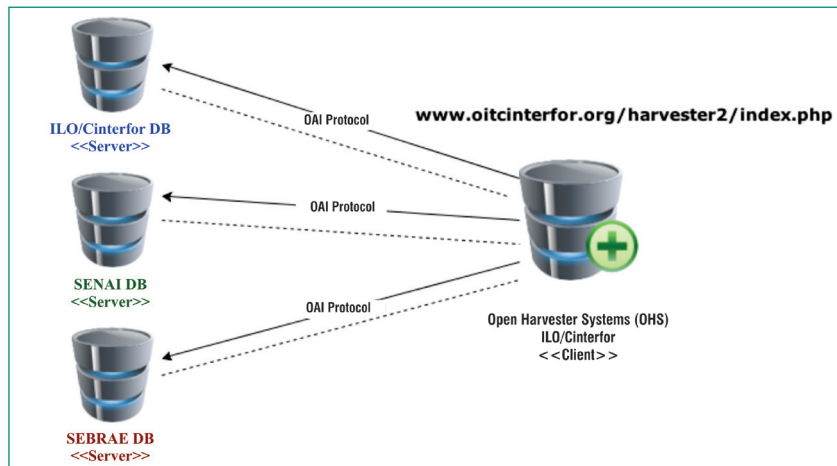 ILO/Cinterfor DB
<<Server>>
OAI Protocol
www.oitcinterfor.org/harvester2/index.php
SENAI DB
<<Server>>
OAI Protocol
SEBRAE DB
<<Server>>
OAI Protocol
Open Harvester Systems (OHS)
ILO/Cinterfor
<<Client>>